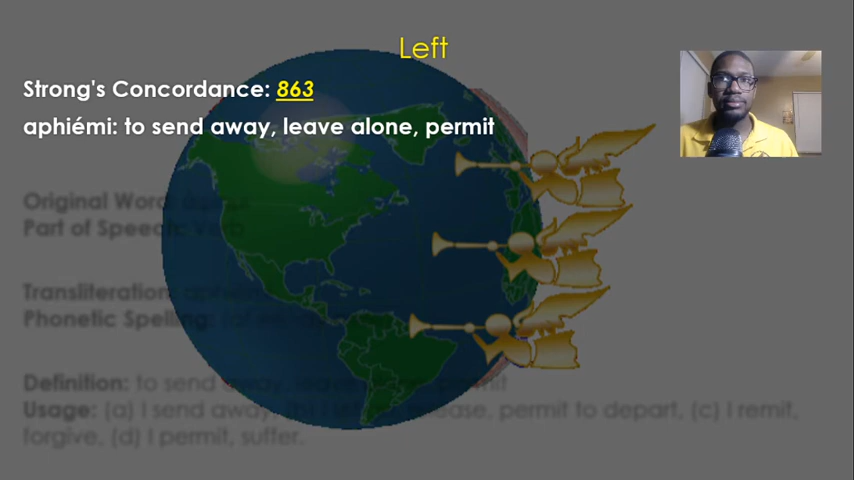 Left
Strong's Concordance: 863
aphiémi: to send away, leave alone, permit
Original Word:
Part of Speech: Verb
Transliteration:
Phonetic Spelling:
Definition: to send away, leave alone, permit
Usage: (a) I send away, (b) I release, permit to depart, (c) I remit,
forgive, (d) I permit, suffer.